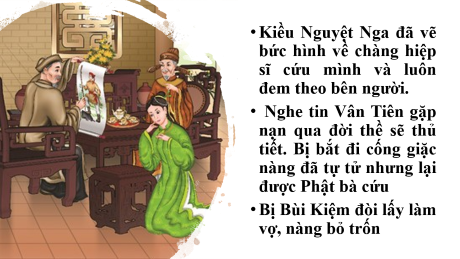 • Kiều Nguyệt Nga đã vẽ
bức hình về chàng hiệp
sĩ cứu mình và luôn
đem theo bên người.
• Nghe tin Vân Tiên gặp
nạn qua đời thề sẽ thủ
tiết. Bị bắt đi cống giặc
nàng đã tự tử nhưng lại
được Phật bà cứu
• Bị Bùi Kiệm đòi lấy làm
vợ, nàng bỏ trốn